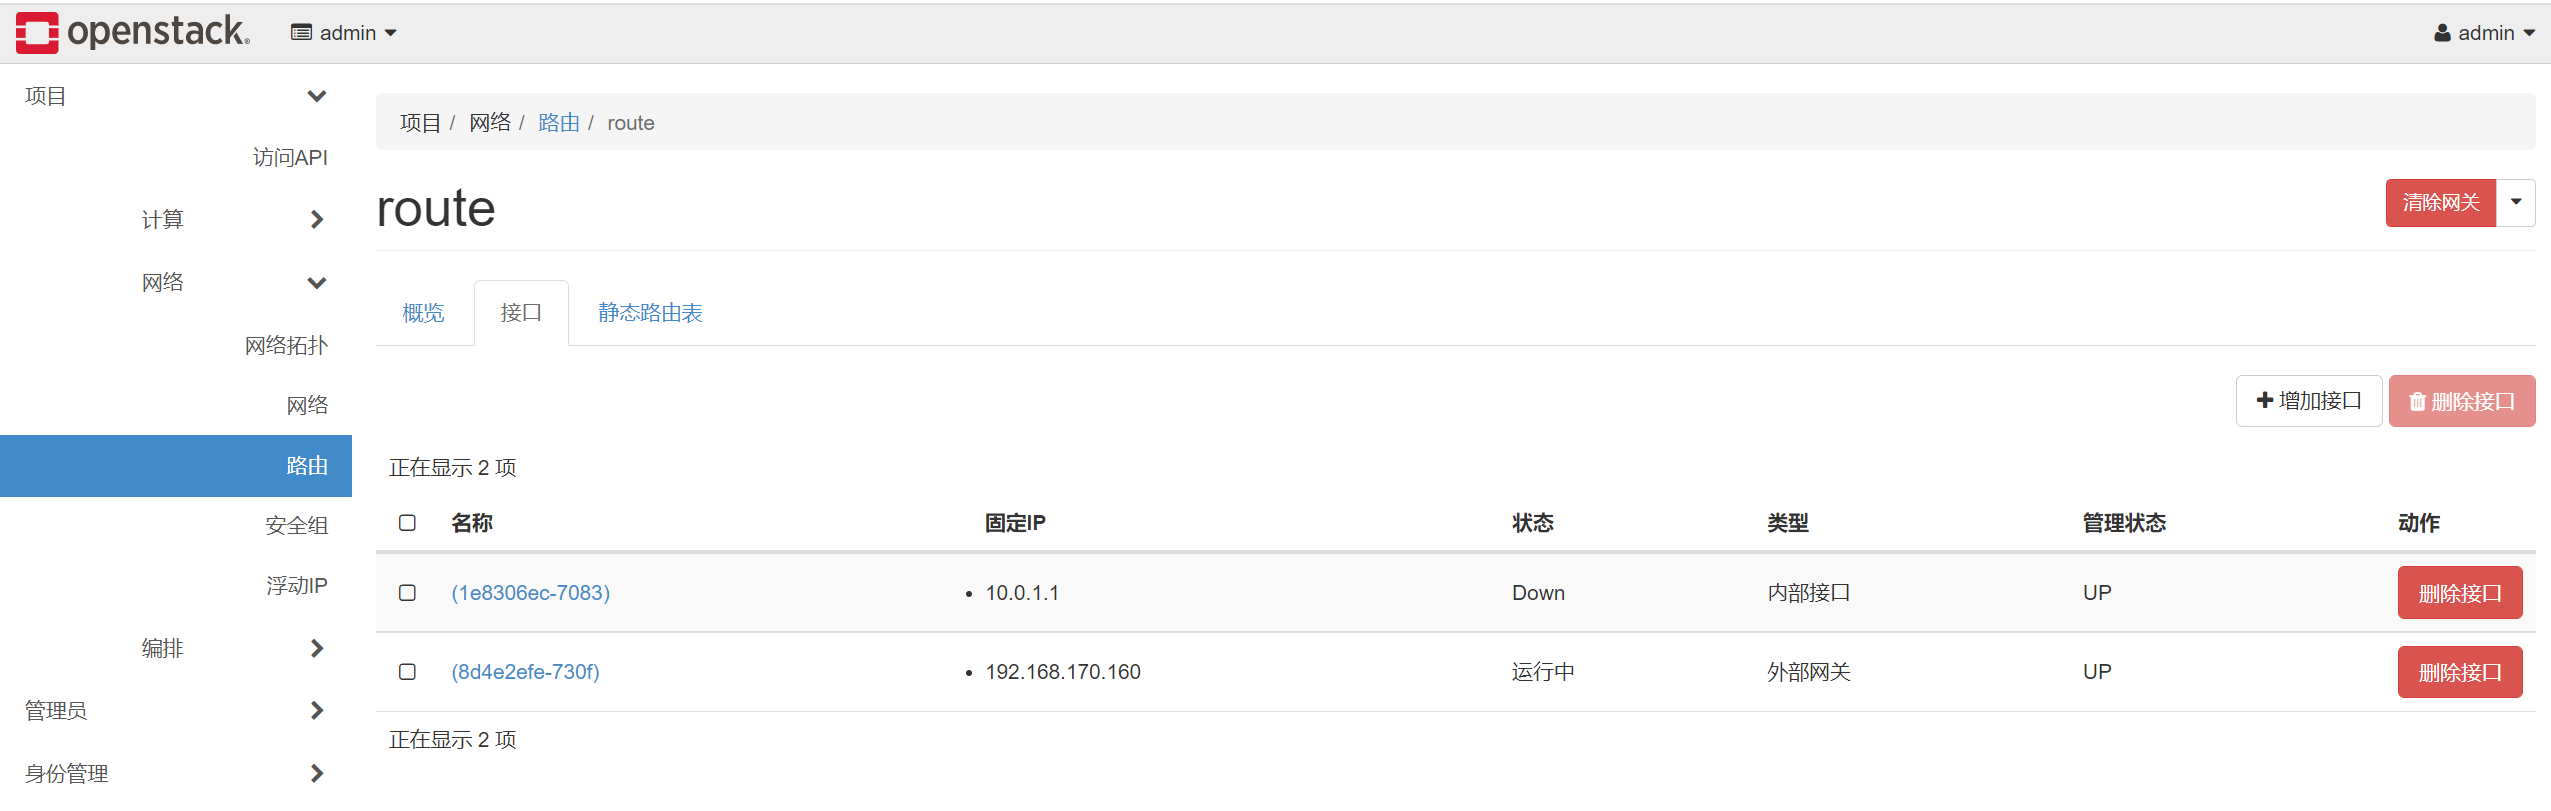 openstack. admin admin
项目
访问API
计算
网络
网络拓扑
网络
路由
安全组
浮动IP
编排
管理员
身份管理
项目 / 网络 / 路由 / route
route
清除网关
概览 接口 静态路由表
增加接口 删除接口
正在显示 2 项
名称 固定IP 状态 类型 管理状态 动作
(1e8306ec-7083) • 10.0.1.1 Down 内部接口 UP 删除接口
(8d4e2efe-730f) • 192.168.170.160 运行中 外部网关 UP 删除接口
正在显示 2 项